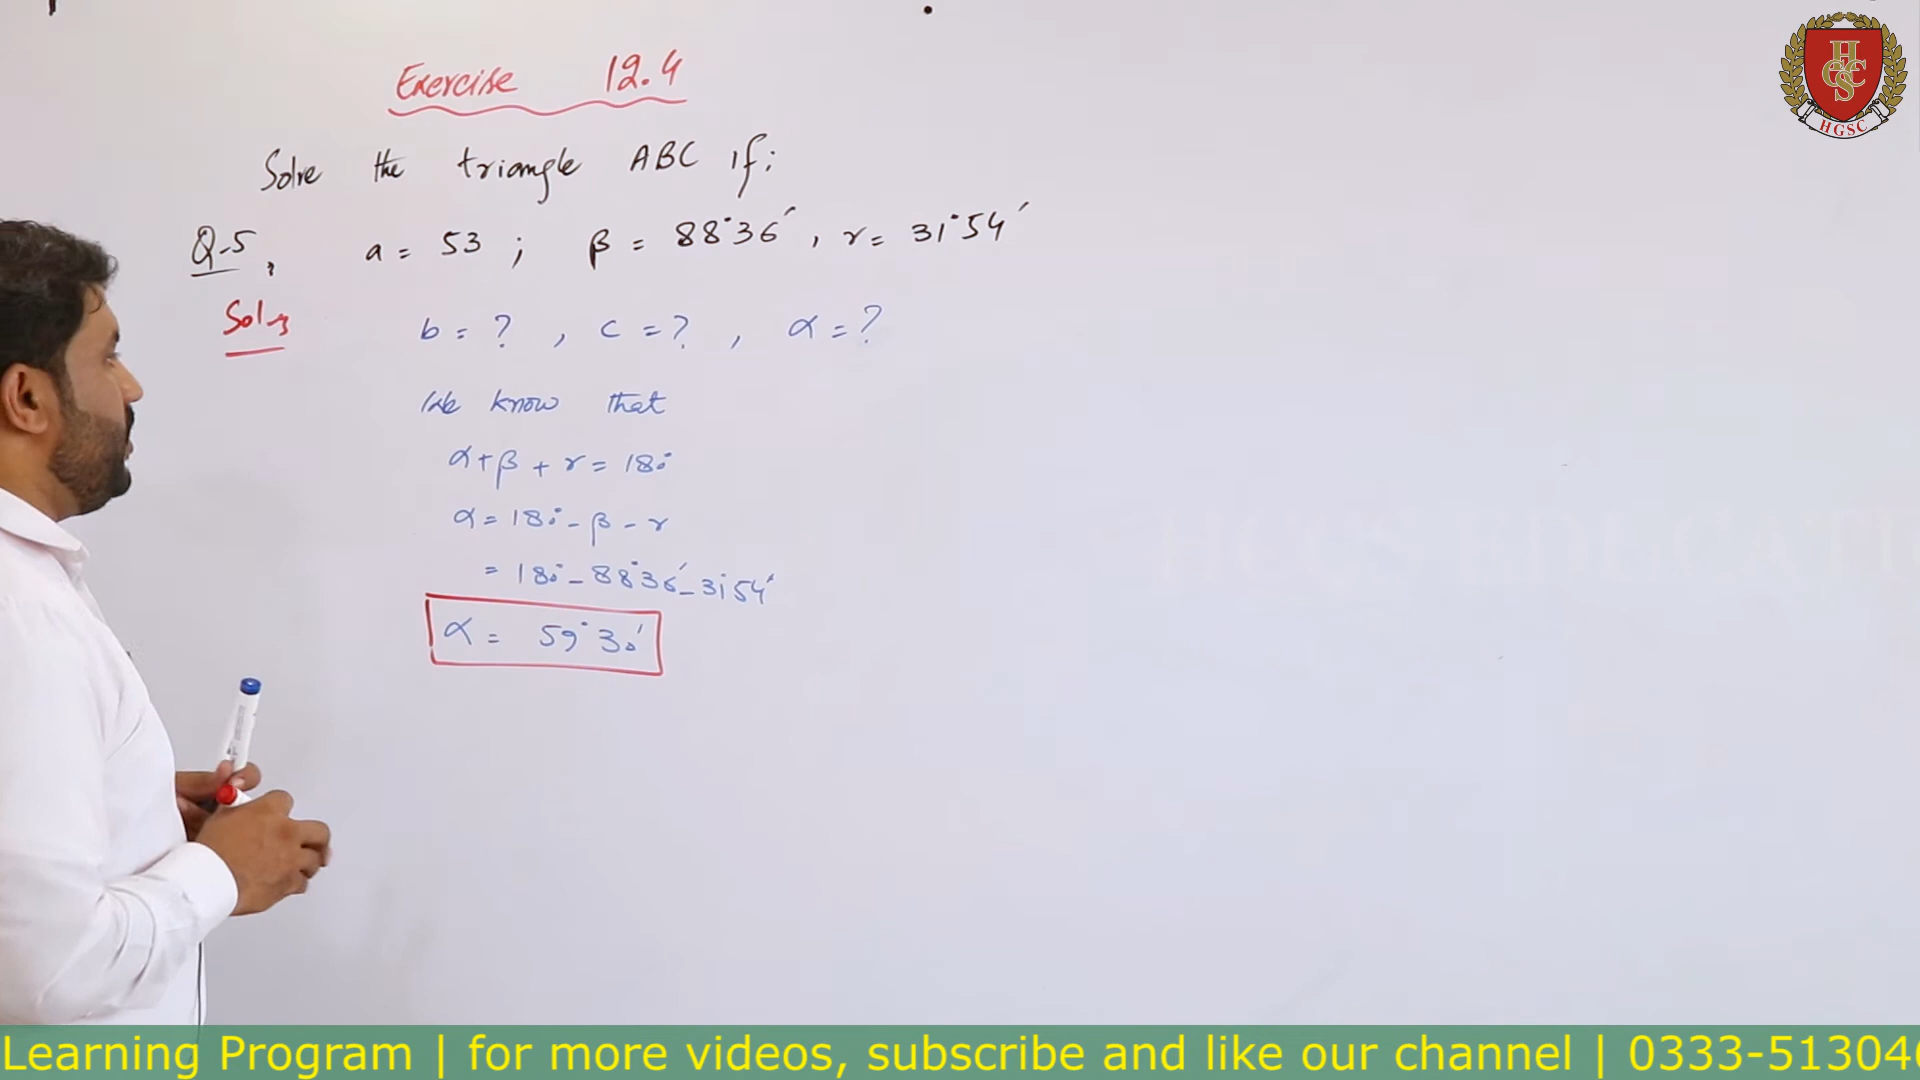 Exercise 12.4
Solve the triangle ABC if:
Q-5, a = 53 ; β = 88°36′ , γ = 31°54′
Sol:
b = ? , c = ? , α = ?
We know that
α + β + γ = 180°
α = 180° - β - γ
= 180° - 88°36′ - 31°54′
α = 59°30′
HGSC
Learning Program | for more videos, subscribe and like our channel | 0333-51304